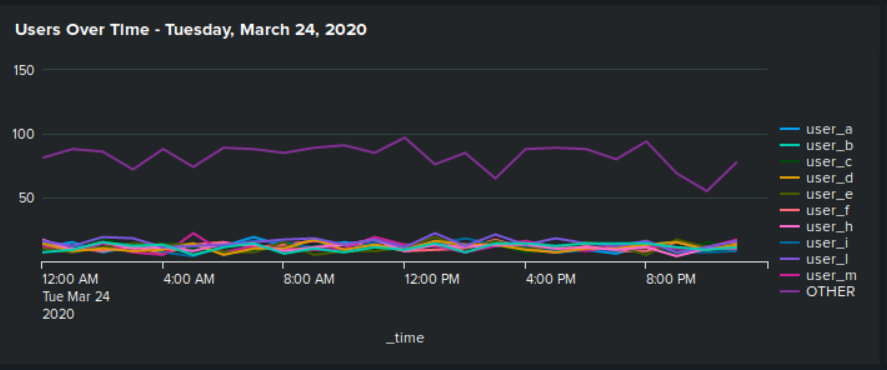 Users Over TIme - Tuesday, March 24, 2020
150
100
50
12:00 AM
Tue Mar 24
2020
4:00 AM
8:00 AM
12:00 PM
4:00 PM
8:00 PM
_time
user_a
user_b
user_c
user_d
user_e
user_f
user_h
user_i
user_l
user_m
OTHER